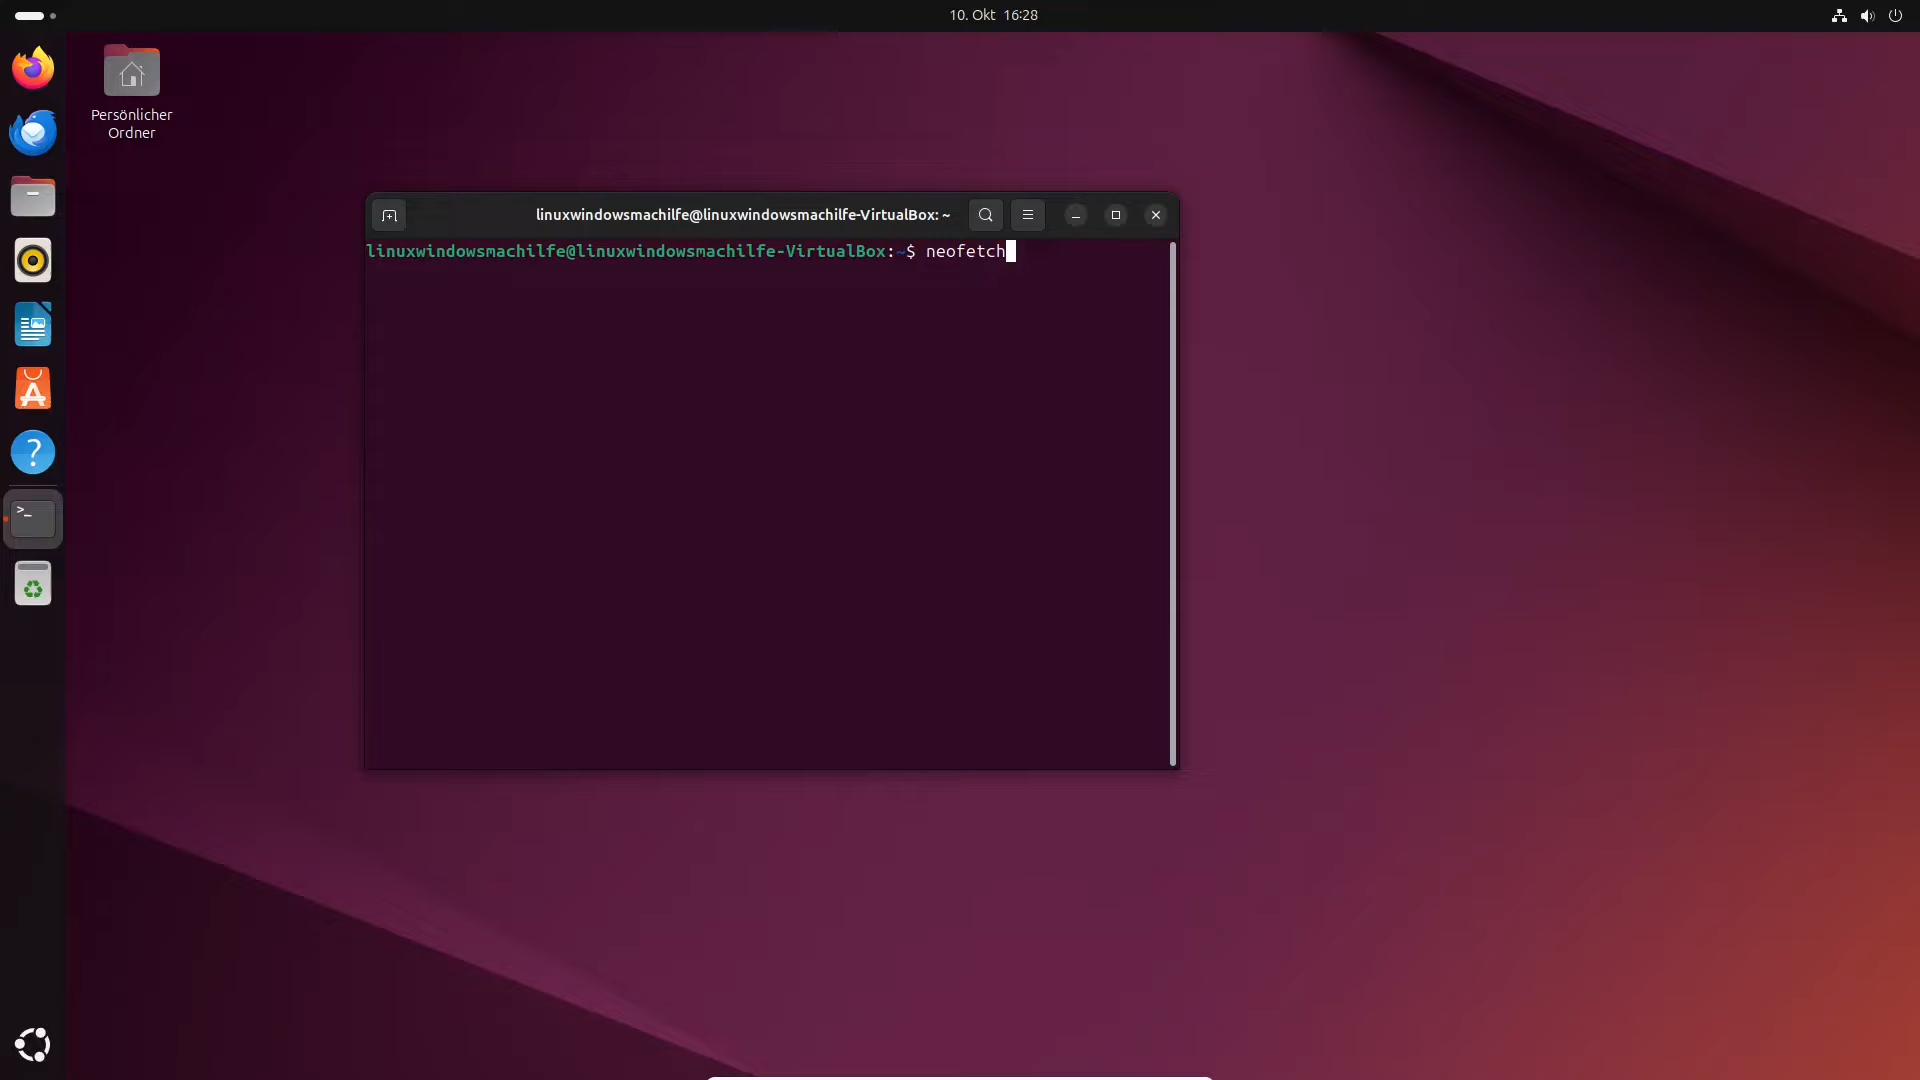 10. Okt 16:28
Persönlicher
Ordner
linuxwindowsmachilfe@linuxwindowsmachilfe-VirtualBox: ~
linuxwindowsmachilfe@linuxwindowsmachilfe-VirtualBox:~$ neofetch